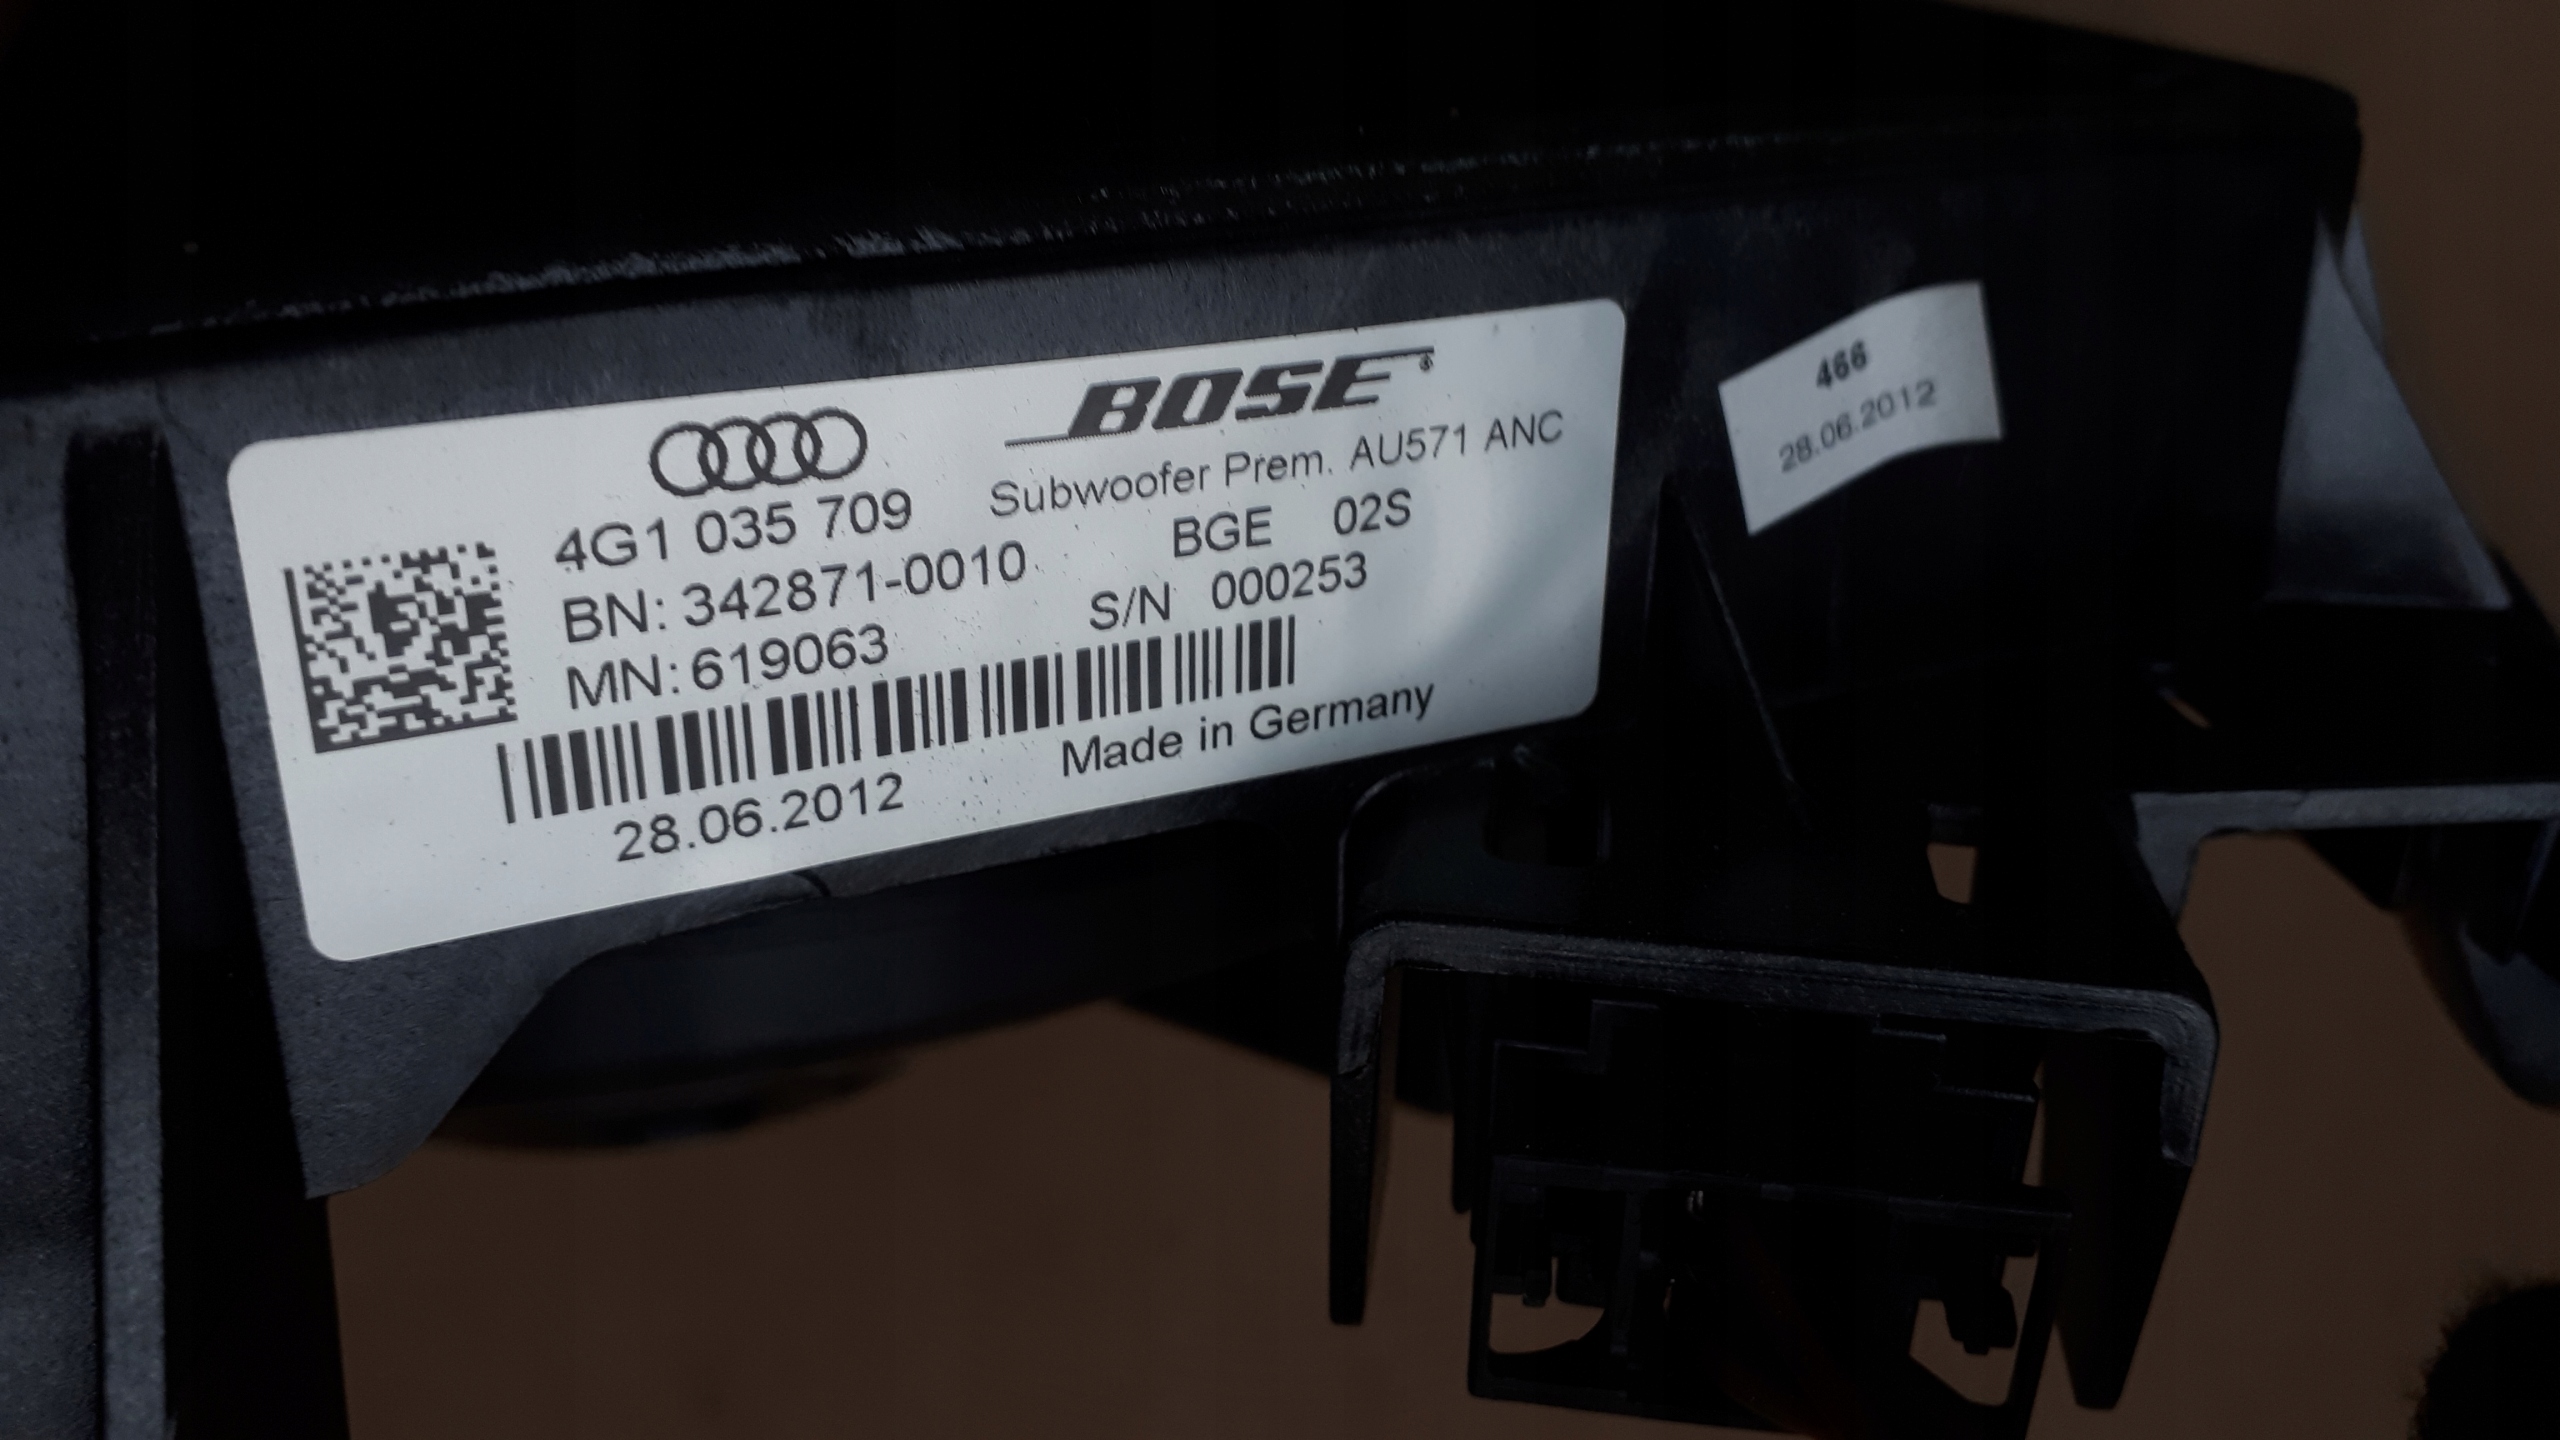 BOSE®
Subwoofer Prem. AU571 ANC
4G1 035 709 BGE 02S
BN: 342871-0010 S/N 000253
MN: 619063
Made in Germany
28.06.2012
466
28.06.2012